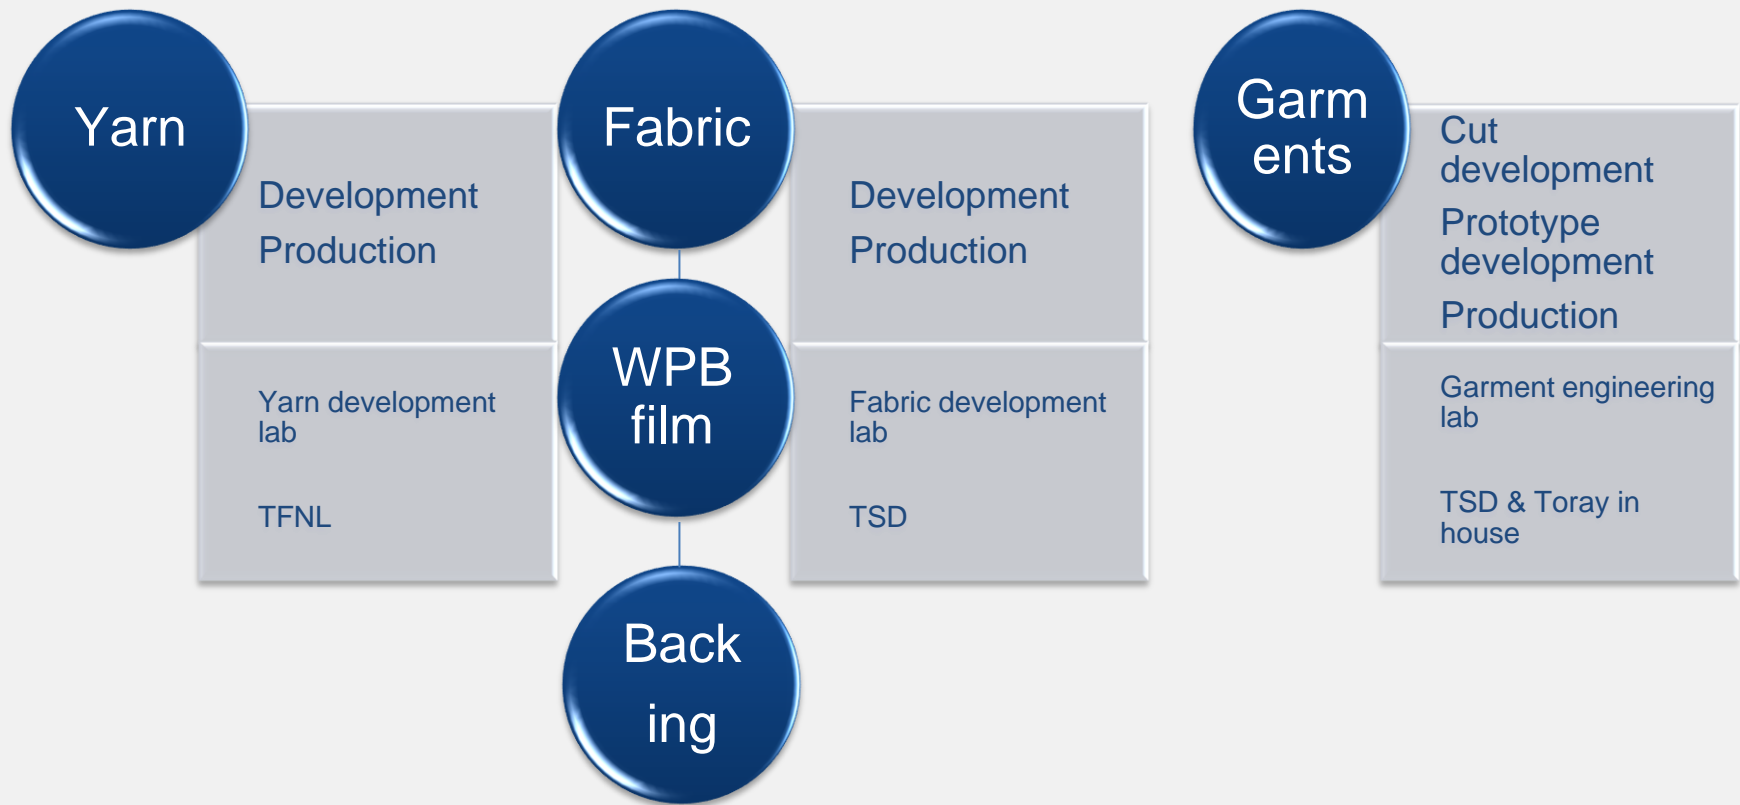 Yarn
Development
Production
Yarn development
lab
TFNL
Fabric
WPB
film
Back
ing
Development
Production
Fabric development
lab
TSD
Garm
ents
Cut
development
Prototype
development
Production
Garment engineering
lab
TSD & Toray in
house